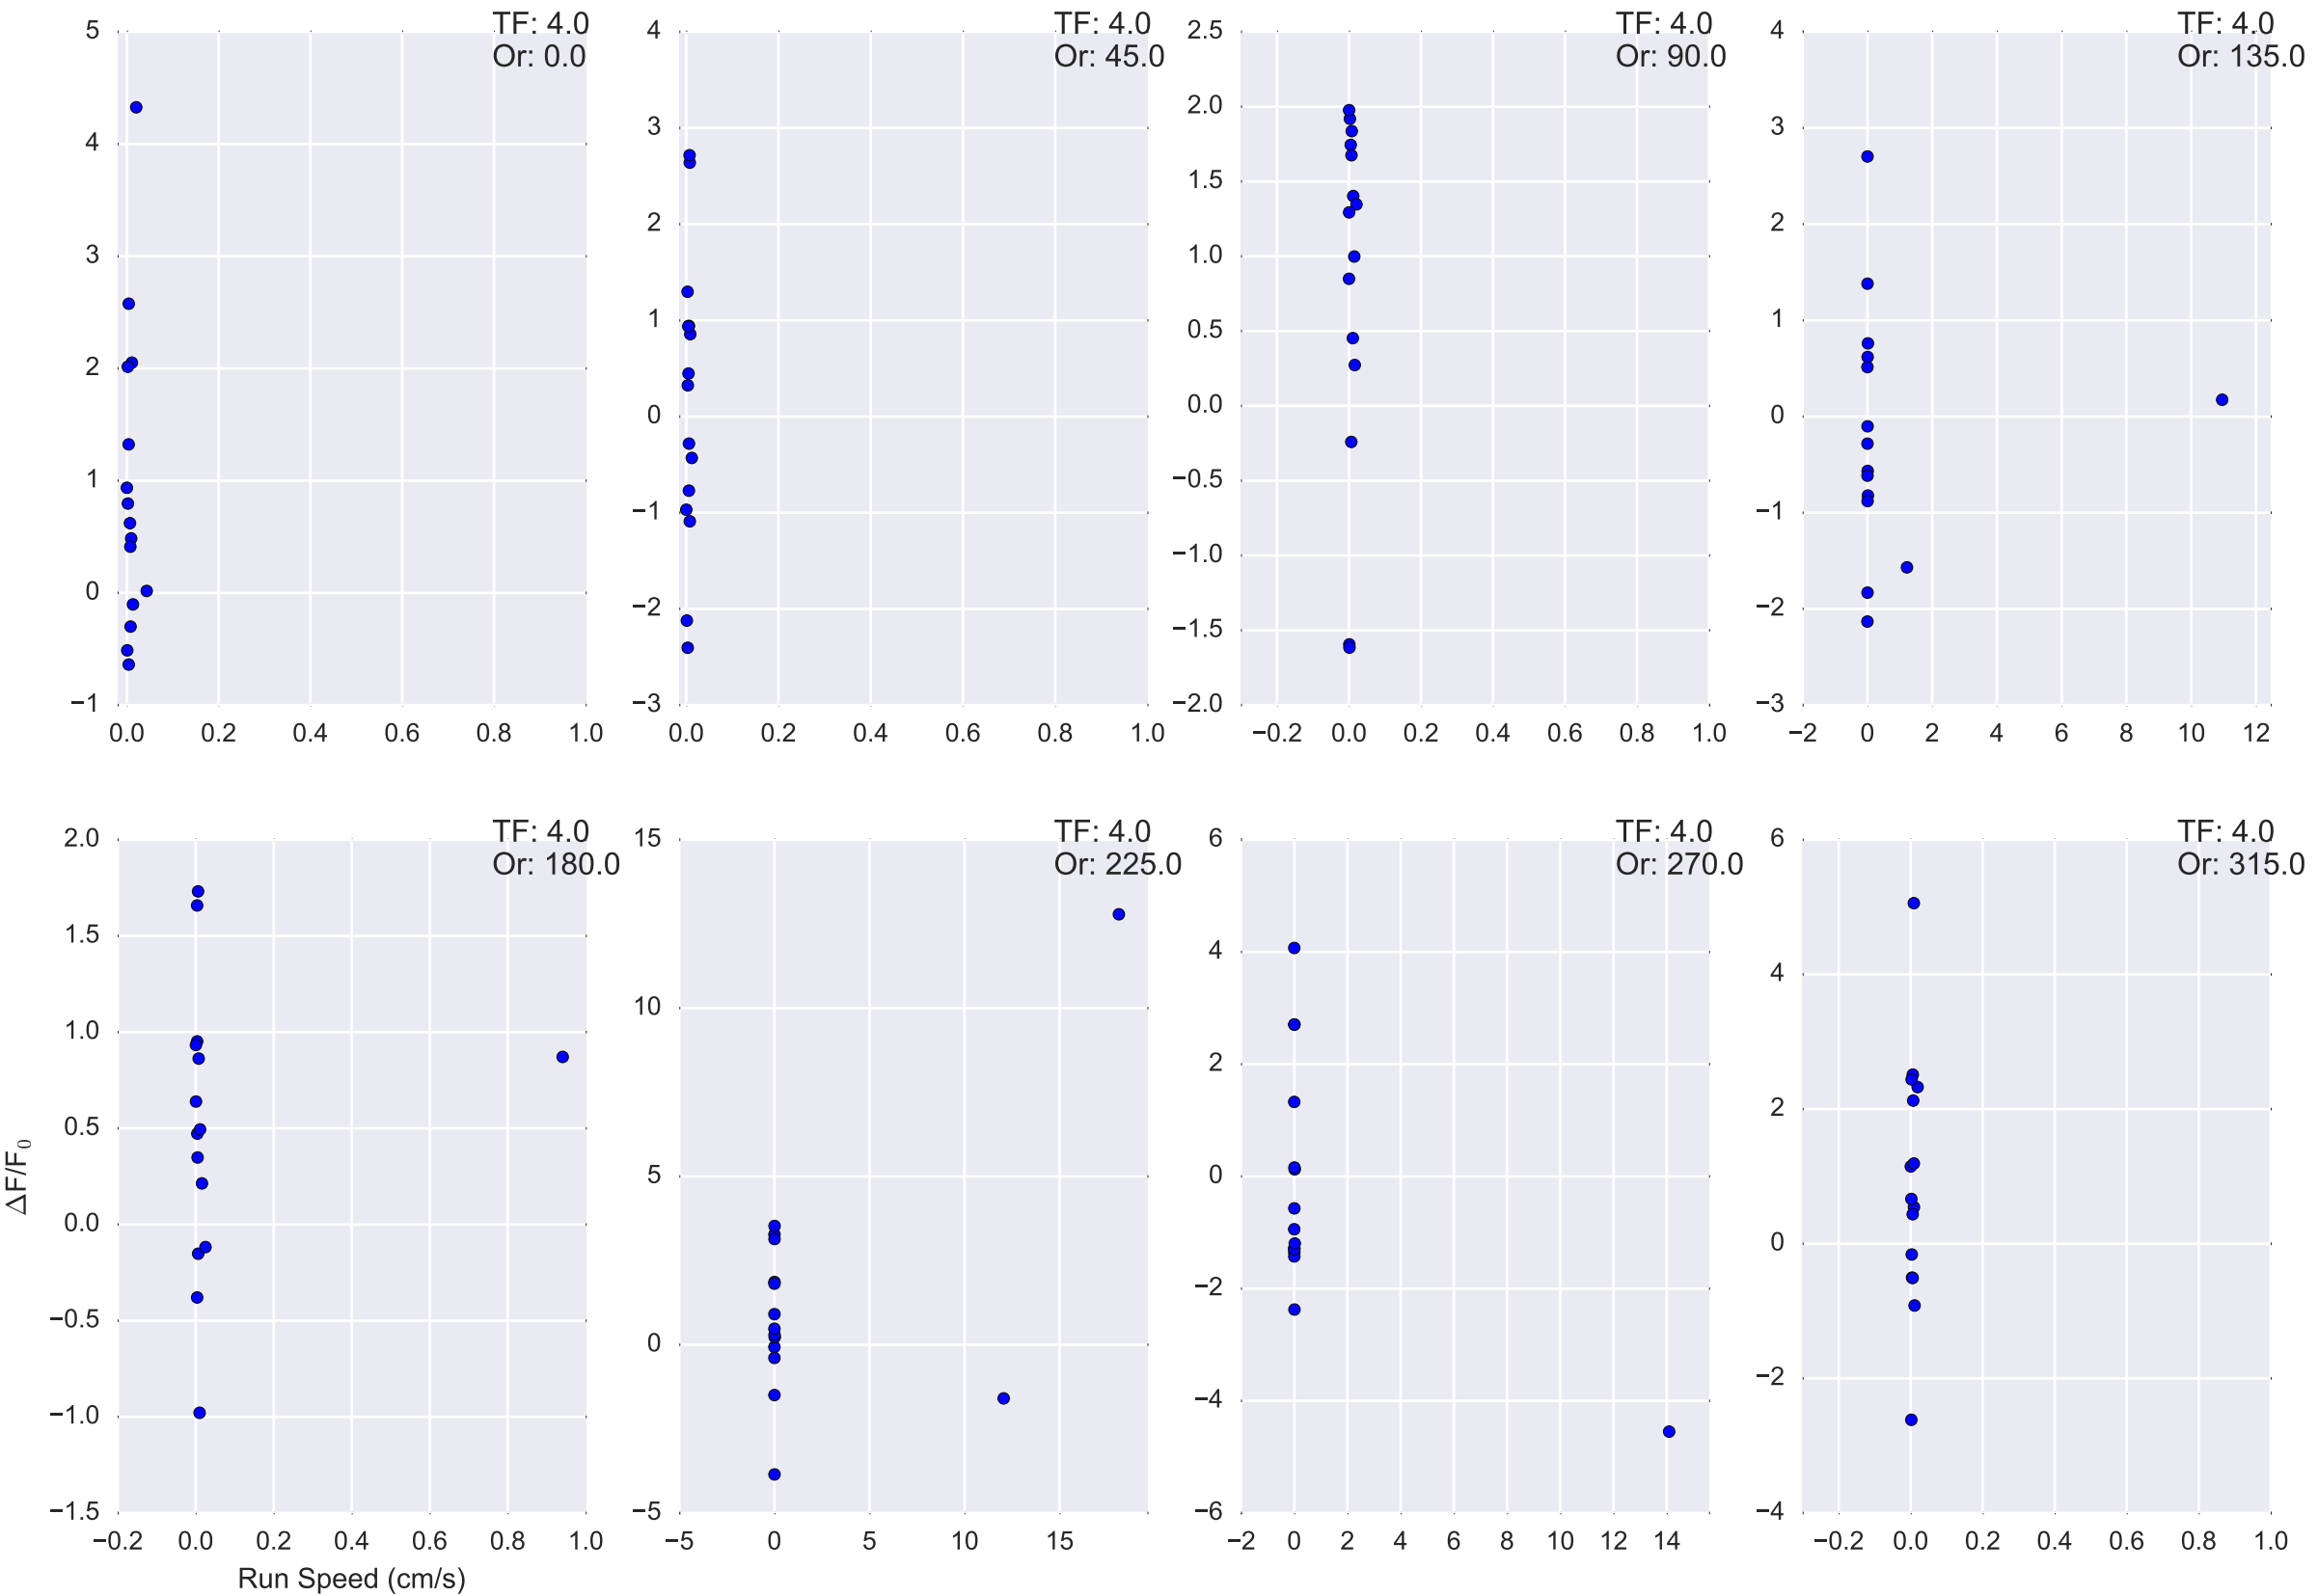 TF: 4.0
Or: 0.0
5
4
3
2
1
0
−1
0.0 0.2 0.4 0.6 0.8 1.0
TF: 4.0
Or: 45.0
4
3
2
1
0
−1
−2
−3
0.0 0.2 0.4 0.6 0.8 1.0
TF: 4.0
Or: 90.0
2.5
2.0
1.5
1.0
0.5
0.0
−0.5
−1.0
−1.5
−2.0
−0.2 0.0 0.2 0.4 0.6 0.8 1.0
TF: 4.0
Or: 135.0
4
3
2
1
0
−1
−2
−3
−2 0 2 4 6 8 10 12
TF: 4.0
Or: 180.0
2.0
1.5
1.0
0.5
0.0
−0.5
−1.0
−1.5
−0.2 0.0 0.2 0.4 0.6 0.8 1.0
ΔF/F₀
Run Speed (cm/s)
TF: 4.0
Or: 225.0
15
10
5
0
−5
−5 0 5 10 15
TF: 4.0
Or: 270.0
6
4
2
0
−2
−4
−6
−2 0 2 4 6 8 10 12 14
TF: 4.0
Or: 315.0
6
4
2
0
−2
−4
−0.2 0.0 0.2 0.4 0.6 0.8 1.0